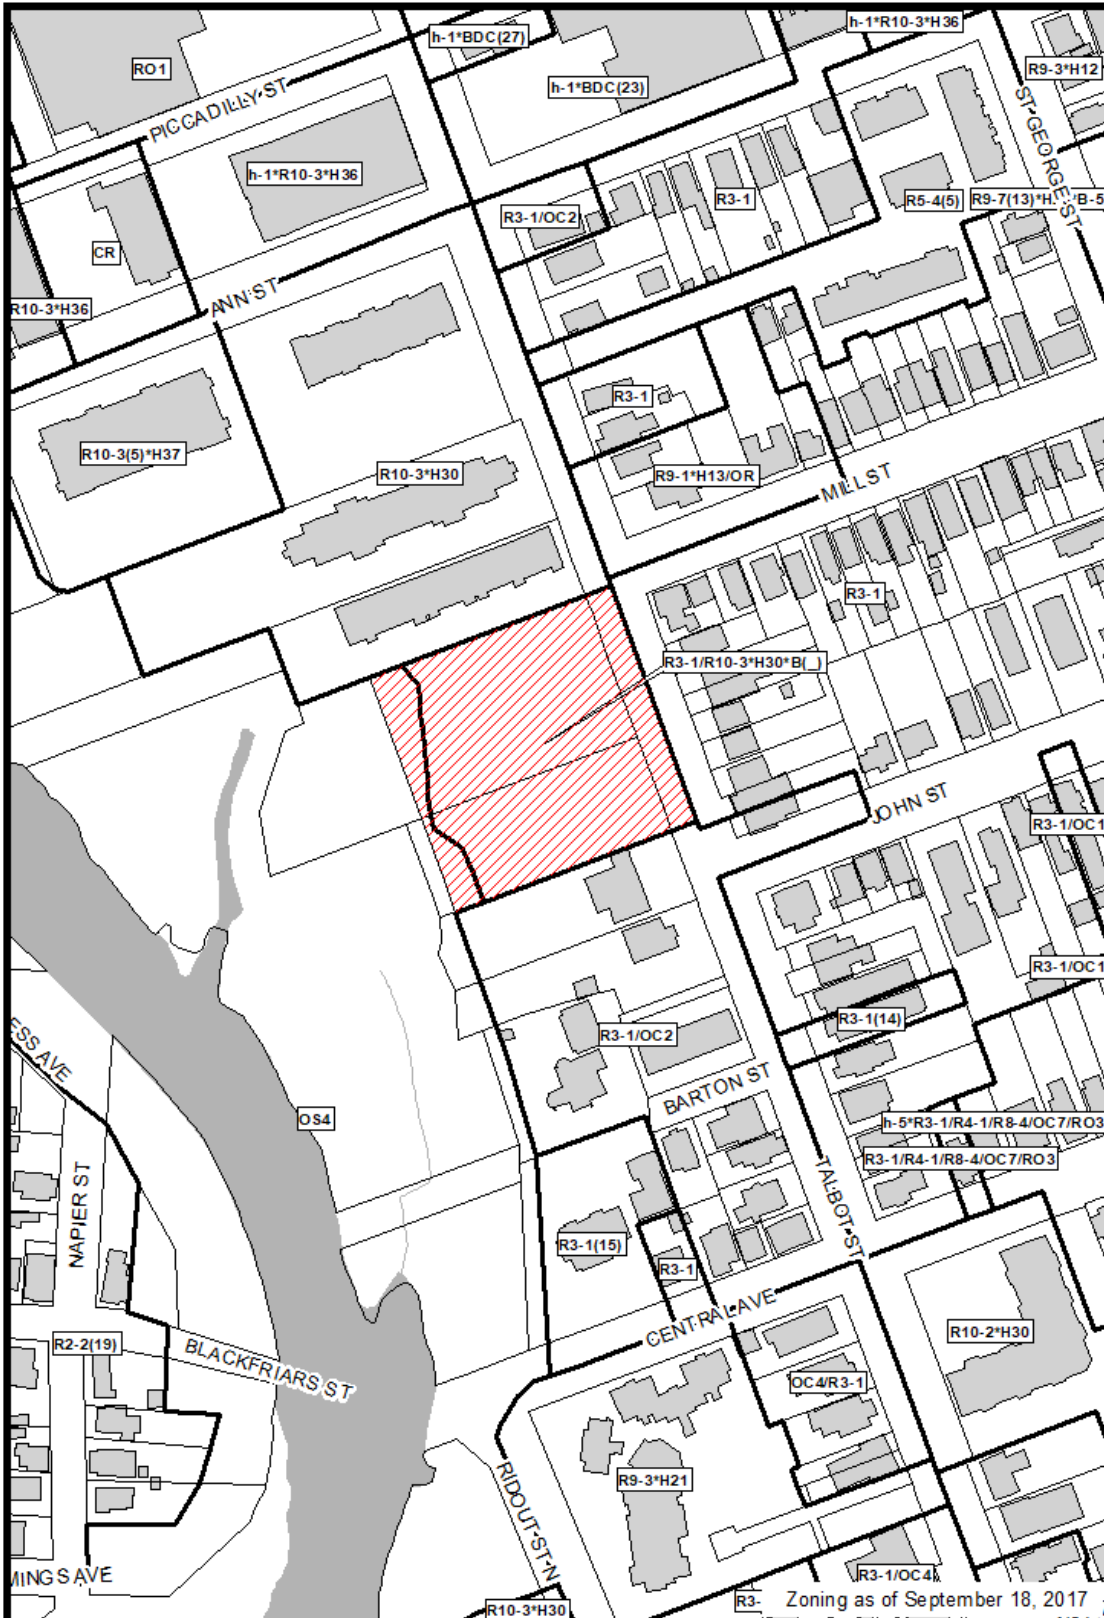 h-1*BDC(27)
h-1*R10-3*H36
RO1
R9-3*H12
h-1*BDC(23)
PICCADILLY ST
ST GEORGE ST
h-1*R10-3*H36
R3-1
R5-4(5)
R3-1/OC2
CR
ANN ST
R10-3*H36
R3-1
R10-3(5)*H37
R10-3*H30
R9-1*H13/OR
MILL ST
R3-1
R3-1/R10-3*H30*B(_)
JOHN ST
R3-1/OC1
R3-1/OC1
R3-1(14)
R3-1/OC2
ESS AVE
BARTON ST
OS4
h-5*R3-1/R4-1/R8-4/OC7/RO3
R3-1/R4-1/R8-4/OC7/RO3
NAPIER ST
TALBOT ST
R3-1(15)
R3-1
CENTRAL AVE
R2-2(19)
BLACKFRIARS ST
R10-2*H30
OC4/R3-1
RIDOUT ST N
R9-3*H21
MINGS AVE
R3-1/OC4
R10-3*H30
R3-
Zoning as of September 18, 2017